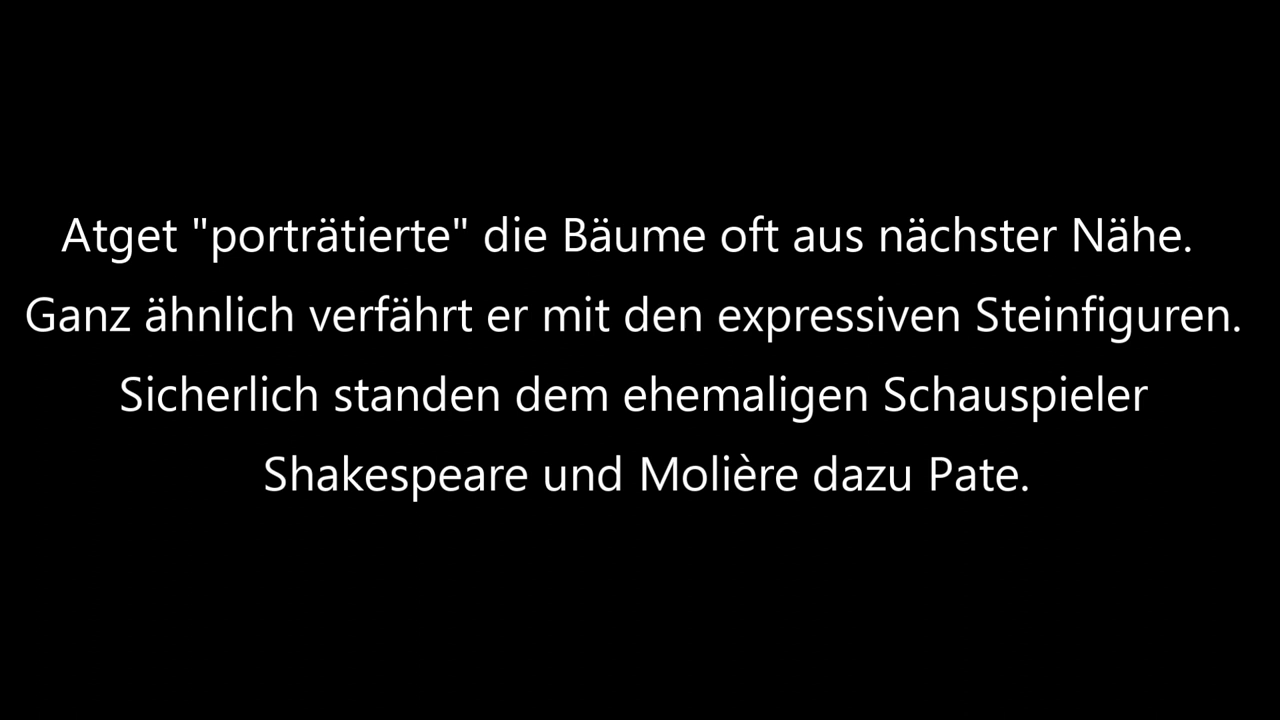 Atget "porträtierte" die Bäume oft aus nächster Nähe.
Ganz ähnlich verfährt er mit den expressiven Steinfiguren.
Sicherlich standen dem ehemaligen Schauspieler
Shakespeare und Molière dazu Pate.